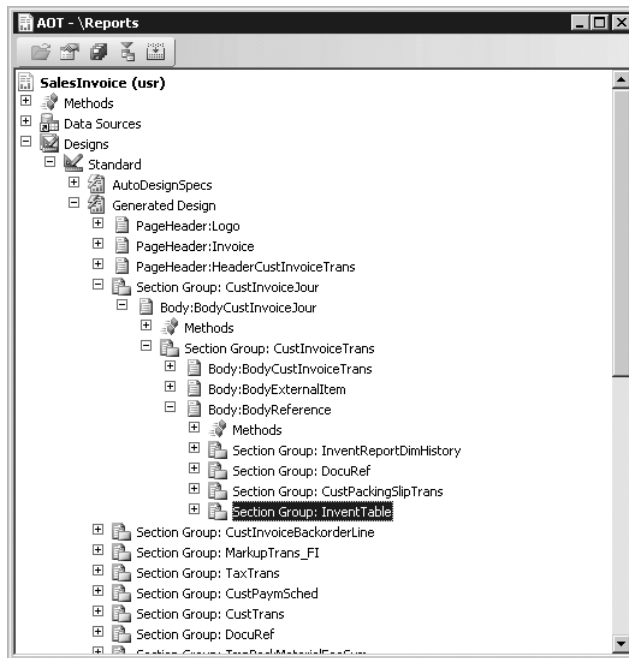 AOT - \Reports
SalesInvoice (usr)
Methods
Data Sources
Designs
Standard
AutoDesignSpecs
Generated Design
PageHeader:Logo
PageHeader:Invoice
PageHeader:HeaderCustInvoiceTrans
Section Group: CustInvoiceJour
Body:BodyCustInvoiceJour
Methods
Section Group: CustInvoiceTrans
Body:BodyCustInvoiceTrans
Body:BodyExternalItem
Body:BodyReference
Methods
Section Group: InventReportDimHistory
Section Group: DocuRef
Section Group: CustPackingSlipTrans
Section Group: InventTable
Section Group: CustInvoiceBackorderLine
Section Group: MarkupTrans_FI
Section Group: TaxTrans
Section Group: CustPaymSched
Section Group: CustTrans
Section Group: DocuRef